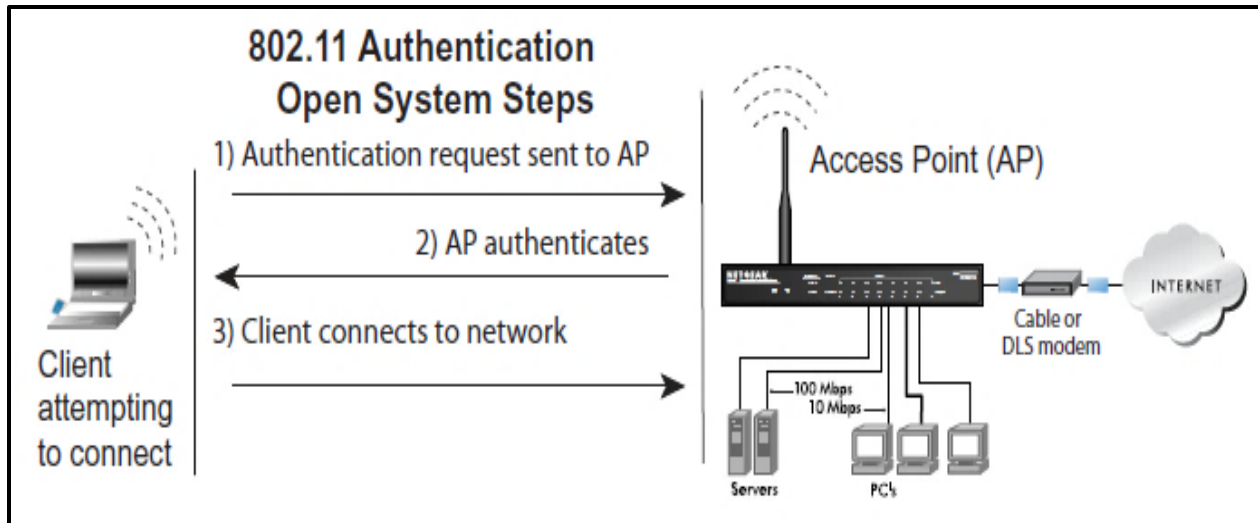 802.11 Authentication
Open System Steps
1) Authentication request sent to AP
2) AP authenticates
3) Client connects to network
Client
attempting
to connect
Access Point (AP)
NETGEAR
INTERNET
Cable or
DLS modem
100 Mbps
10 Mbps
Servers
PC's